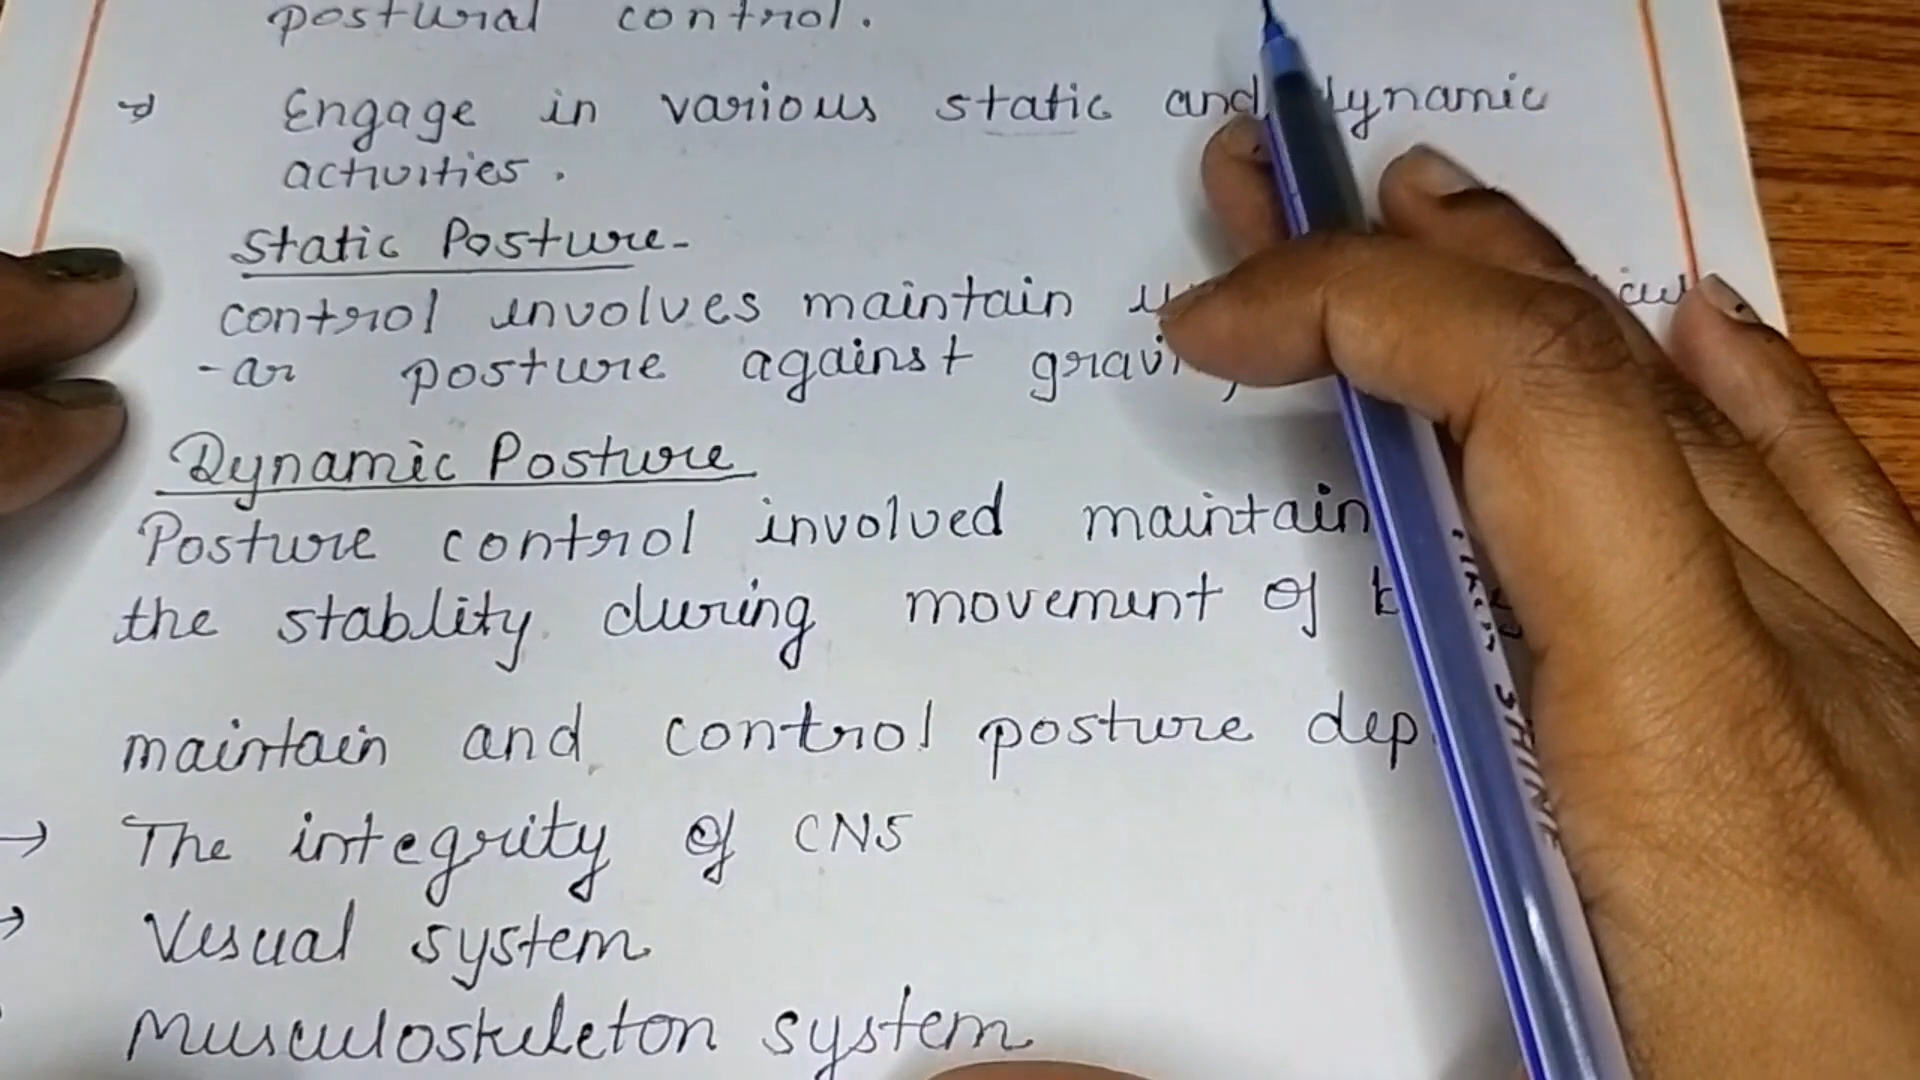 postural control.
Engage in various static and dynamic
activities.
Static Posture-
control involves maintain
-ar posture against
Dynamic Posture
Posture control involved maintain
the stablity during movement of
maintain and control posture
→ The integrity of CNS
→ Visual system
Musculoskeleton system